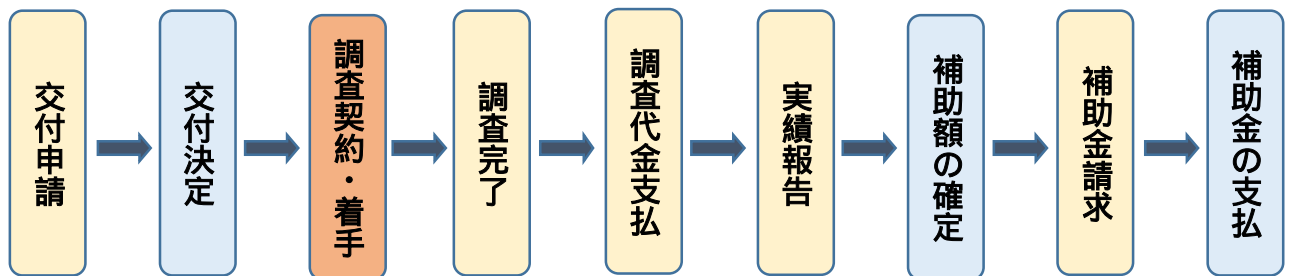 交付申請
交付決定
調査契約・着手
調査完了
調査代金支払
実績報告
補助額の確定
補助金請求
補助金の支払